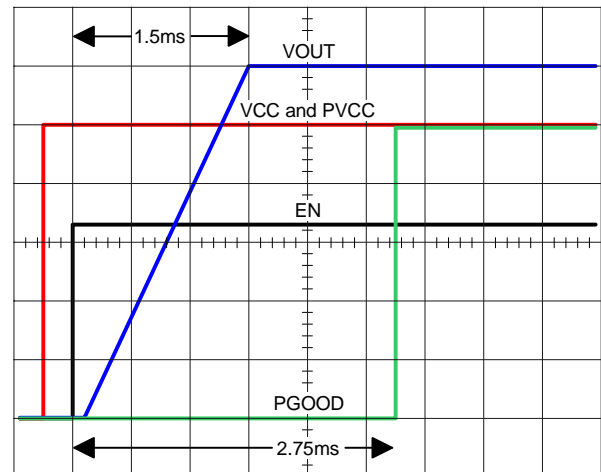 1.5ms
VOUT
VCC and PVCC
EN
PGOOD
2.75ms